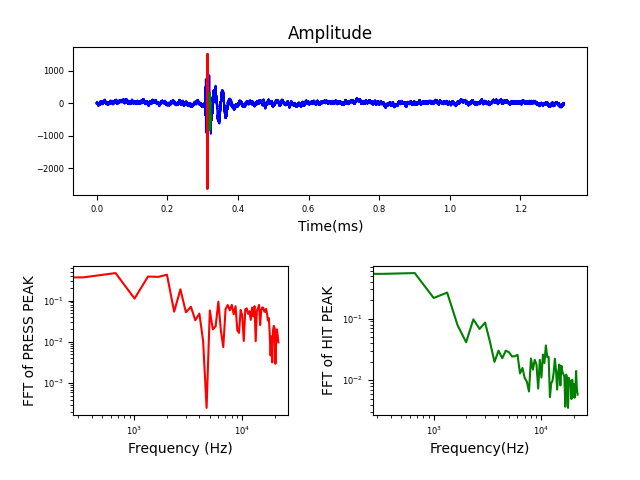 Amplitude
1000
0
−1000
−2000
0.0 0.2 0.4 0.6 0.8 1.0 1.2
Time(ms)
FFT of PRESS PEAK
10⁻¹
10⁻²
10⁻³
10³ 10⁴
Frequency (Hz)
FFT of HIT PEAK
10⁻¹
10⁻²
10³ 10⁴
Frequency(Hz)